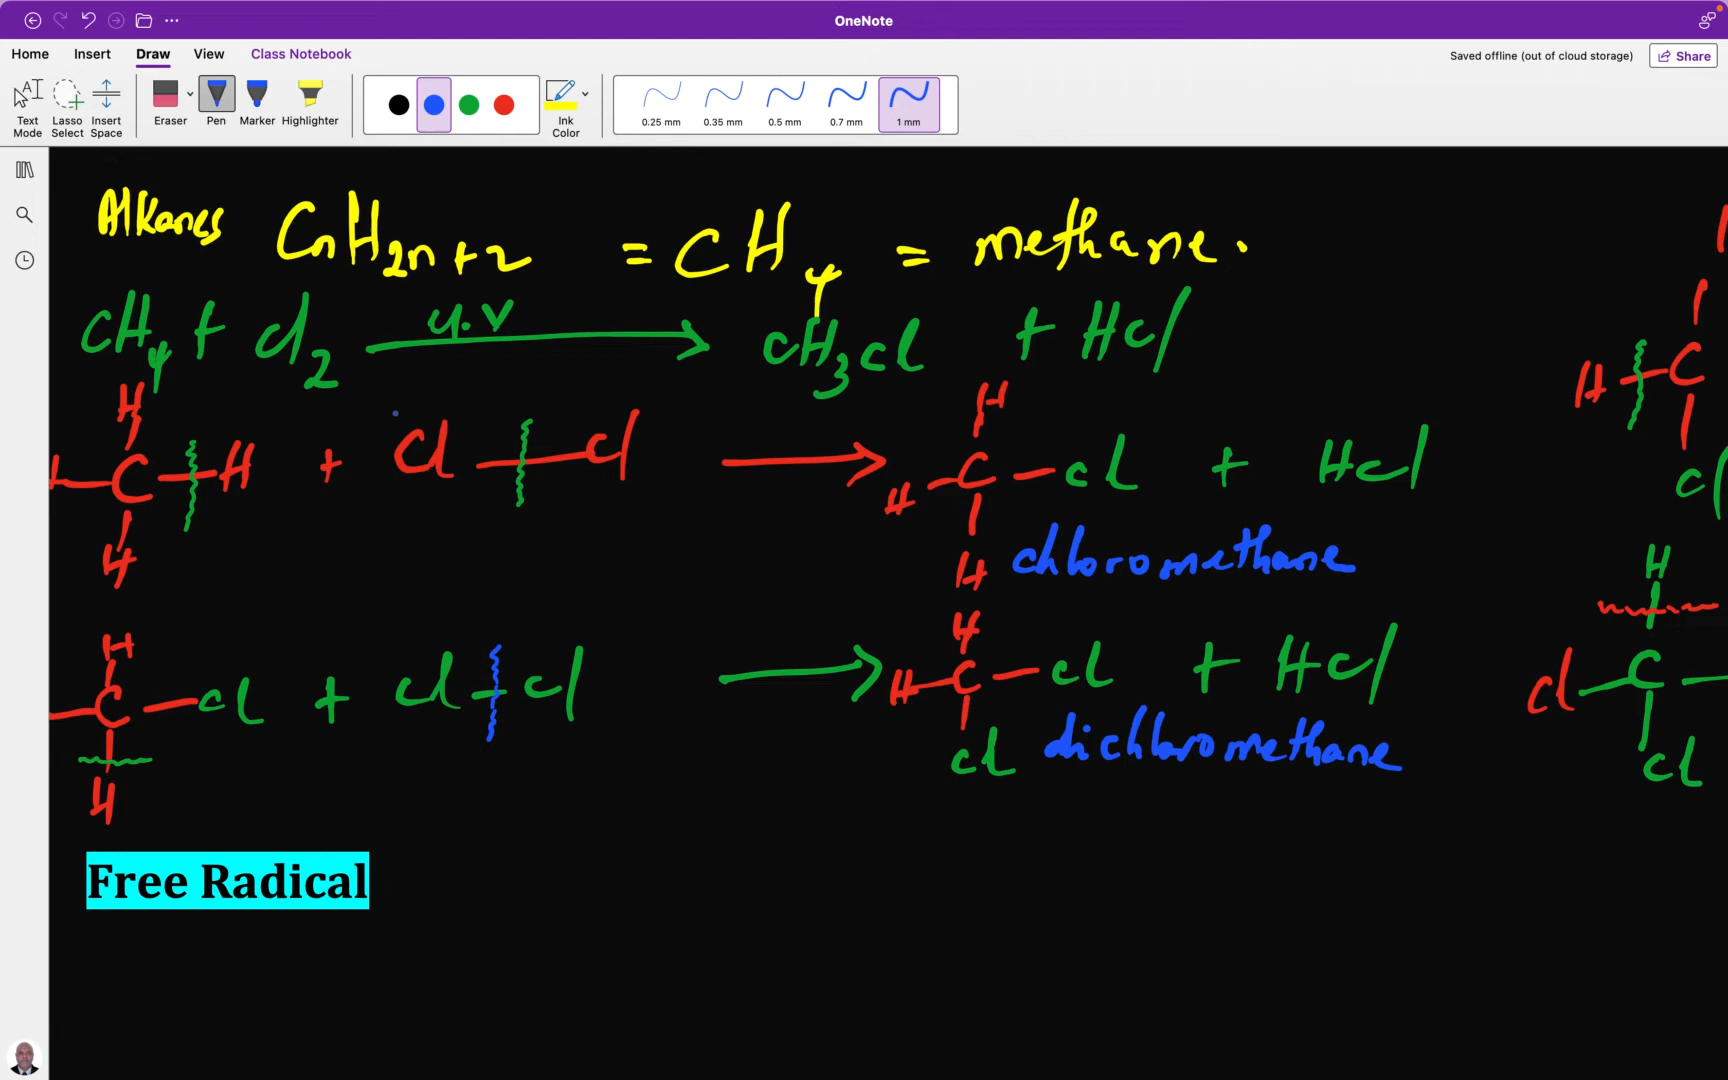 OneNote
Home Insert Draw View Class Notebook
Saved offline (out of cloud storage) Share
Text Mode Lasso Select Insert Space Eraser Pen Marker Highlighter Ink Color 0.25 mm 0.35 mm 0.5 mm 0.7 mm 1 mm
Alkanes CnH2n+2 = CH4 = methane.
CH4 + Cl2 u.v CH3Cl + HCl
H
C H + Cl Cl
H
H
H C Cl + HCl
H chloromethane
H
C Cl + Cl Cl
H
H
H C Cl + HCl
Cl dichloromethane
H C
Cl
H
Cl C
Cl
Free Radical